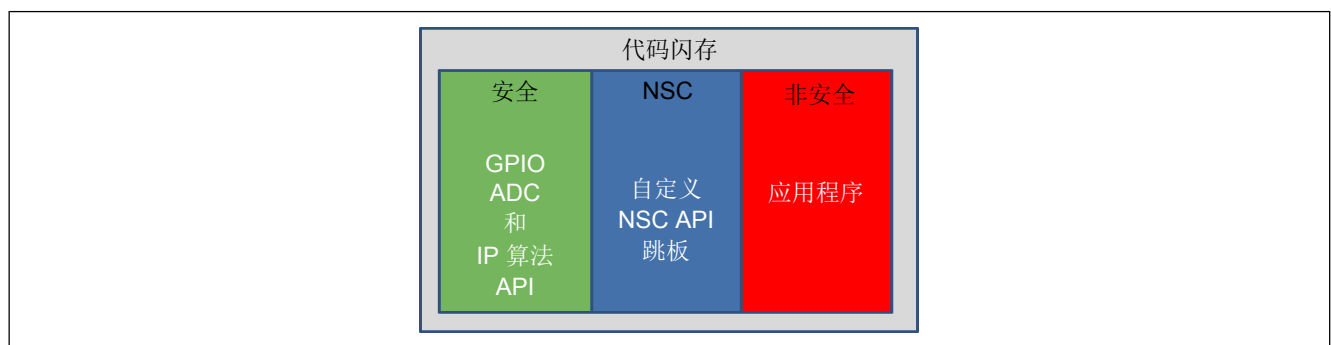 代码闪存
安全
GPIO
ADC
和
IP 算法
API
NSC
自定义
NSC API
跳板
非安全
应用程序